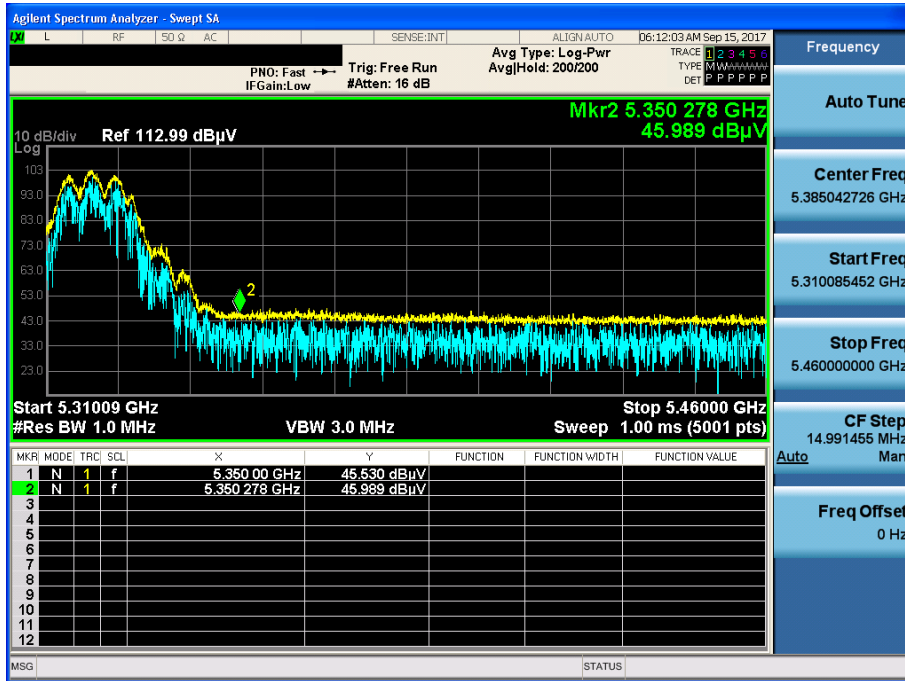 Agilent Spectrum Analyzer - Swept SA
LXI L RF 50 Ω AC SENSE:INT ALIGN AUTO 06:12:03 AM Sep 15, 2017
PNO: Fast Trig: Free Run Avg Type: Log-Pwr TRACE 1 2 3 4 5 6
IFGain:Low #Atten: 16 dB Avg|Hold: 200/200 TYPE M W
DET P P P P P P
Mkr2 5.350 278 GHz
45.989 dBµV
10 dB/div Ref 112.99 dBµV
Log
103
93.0
83.0
73.0
63.0
53.0
43.0
33.0
23.0
2
Start 5.31009 GHz Stop 5.46000 GHz
#Res BW 1.0 MHz VBW 3.0 MHz Sweep 1.00 ms (5001 pts)
MKR MODE TRC SCL X Y FUNCTION FUNCTION WIDTH FUNCTION VALUE
1 N 1 f 5.350 00 GHz 45.530 dBµV
2 N 1 f 5.350 278 GHz 45.989 dBµV
3
4
5
6
7
8
9
10
11
12
MSG STATUS
Frequency
Auto Tune
Center Freq
5.385042726 GHz
Start Freq
5.310085452 GHz
Stop Freq
5.460000000 GHz
CF Step
14.991455 MHz
Auto Man
Freq Offset
0 Hz